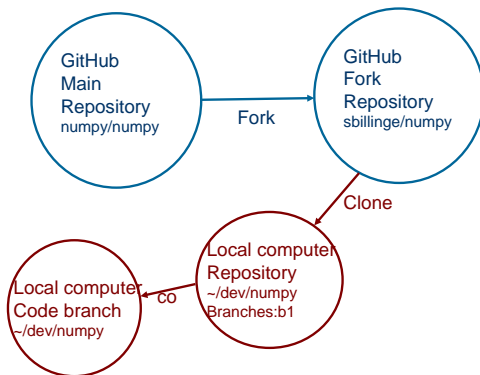 GitHub
Main
Repository
numpy/numpy
Fork
GitHub
Fork
Repository
sbillinge/numpy
Clone
Local computer
Repository
~/dev/numpy
Branches:b1
co
Local computer
Code branch
~/dev/numpy